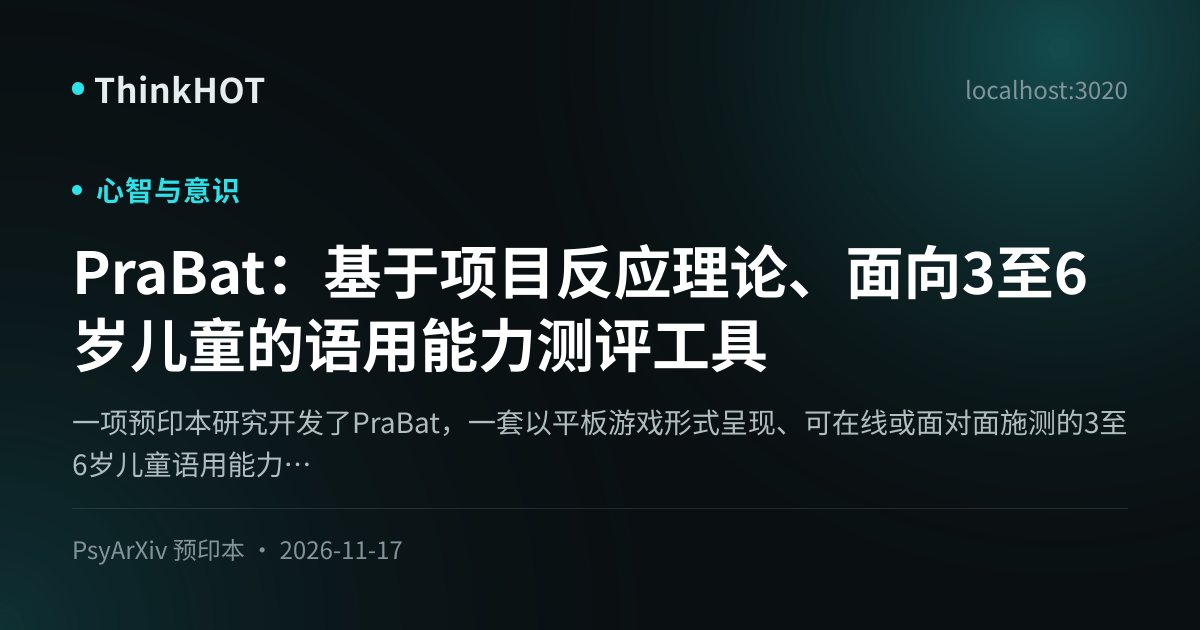 ThinkHOT
localhost:3020
心智与意识
PraBat：基于项目反应理论、面向3至6
岁儿童的语用能力测评工具
一项预印本研究开发了PraBat，一套以平板游戏形式呈现、可在线或面对面施测的3至
6岁儿童语用能力…
PsyArXiv 预印本 · 2026-11-17